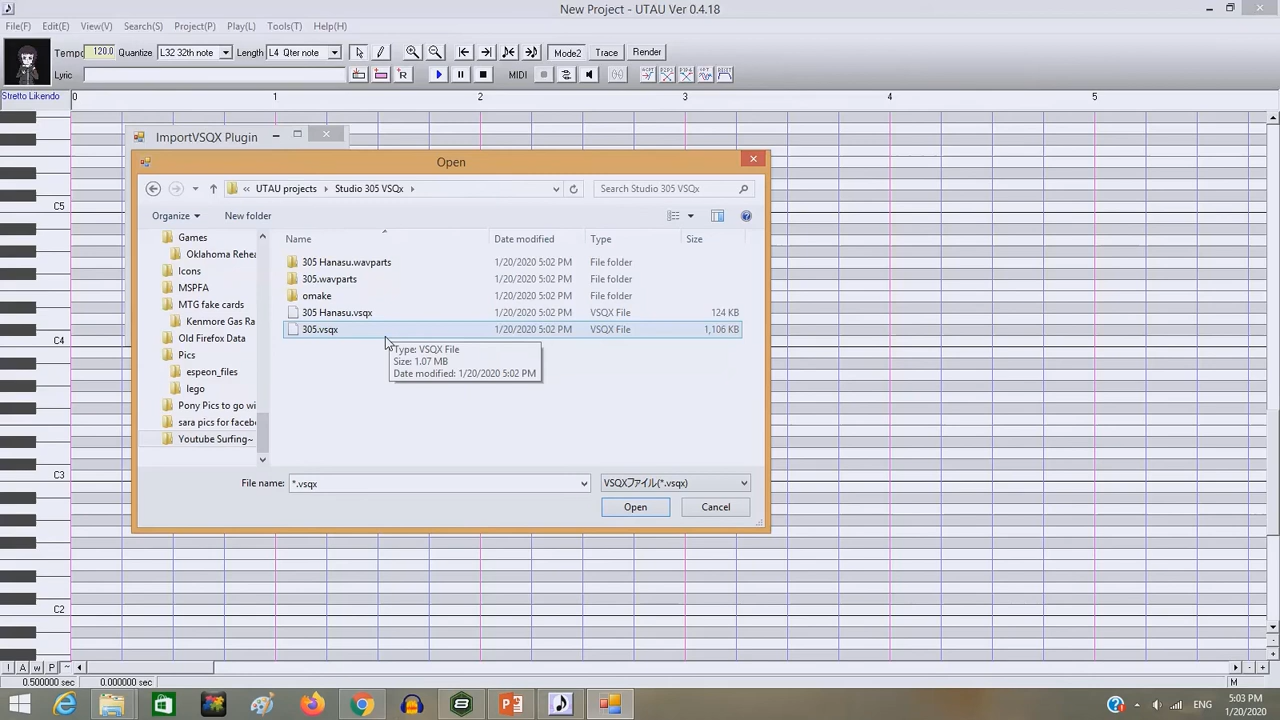 New Project - UTAU Ver 0.4.18
File(F) Edit(E) View(V) Search(S) Project(P) Play(L) Tools(T) Help(H)
Tempo 120.0 Quantize L32 32th note Length L4 Qter note Mode2 Trace Render
Lyric MIDI
Stretto Likendo 0 1 2 3 4 5
ImportVSQX Plugin
Open
« UTAU projects Studio 305 VSQx Search Studio 305 VSQx
Organize New folder
Name Date modified Type Size
Games
Oklahoma Rehea
Icons
MSPFA
MTG fake cards
Kenmore Gas Ra
Old Firefox Data
Pics
espeon_files
lego
Pony Pics to go wi
sara pics for facebo
Youtube Surfing~
305 Hanasu.wavparts 1/20/2020 5:02 PM File folder
305.wavparts 1/20/2020 5:02 PM File folder
omake 1/20/2020 5:02 PM File folder
305 Hanasu.vsqx 1/20/2020 5:02 PM VSQX File 124 KB
305.vsqx 1/20/2020 5:02 PM VSQX File 1,106 KB
Type: VSQX File
Size: 1.07 MB
Date modified: 1/20/2020 5:02 PM
File name: *.vsqx VSQXファイル(*.vsqx)
Open Cancel
C5
C4
C3
C2
I A w P ~
0.500000 sec 0.000000 sec) M
ENG 5:03 PM
1/20/2020